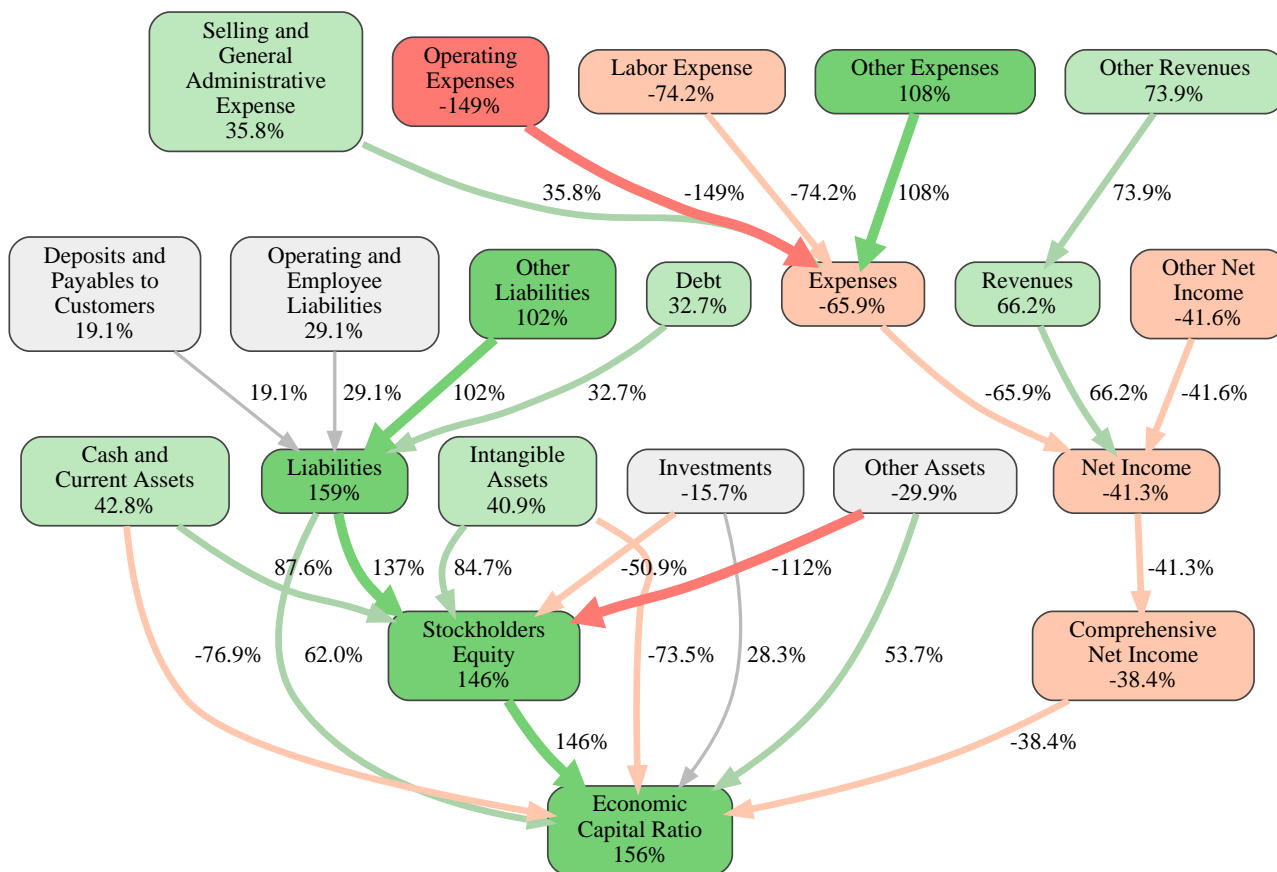 Selling and
General
Administrative
Expense
35.8%
Operating
Expenses
-149%
Labor Expense
-74.2%
Other Expenses
108%
Other Revenues
73.9%
35.8%
-149%
-74.2%
108%
73.9%
Deposits and
Payables to
Customers
19.1%
Operating and
Employee
Liabilities
29.1%
Other
Liabilities
102%
Debt
32.7%
Expenses
-65.9%
Revenues
66.2%
Other Net
Income
-41.6%
19.1%
29.1%
102%
32.7%
-65.9%
66.2%
-41.6%
Cash and
Current Assets
42.8%
Liabilities
159%
Intangible
Assets
40.9%
Investments
-15.7%
Other Assets
-29.9%
Net Income
-41.3%
87.6%
137%
84.7%
-50.9%
-112%
-41.3%
Stockholders
Equity
146%
Comprehensive
Net Income
-38.4%
-76.9%
62.0%
-73.5%
28.3%
53.7%
146%
-38.4%
Economic
Capital Ratio
156%